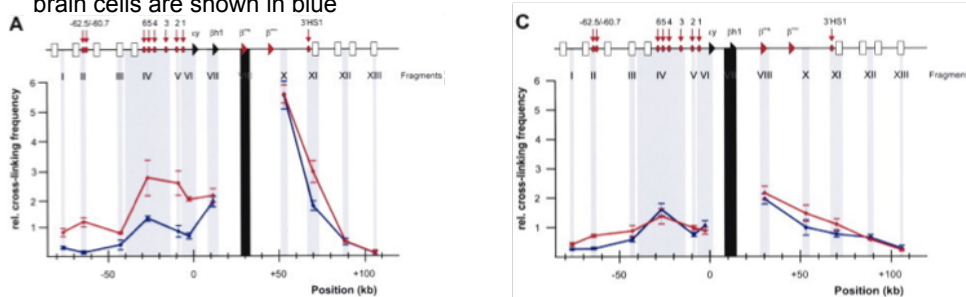 brain cells are shown in blue
A
-62.5/-60.7 654 3 2 1 3'HS1
εy βh1
I II III IV V VI VII X XI XII XIII Fragments
rel. cross-linking frequency
6
5
4
3
2
1
-50 0 +50 +100
Position (kb)
C
-62.5/-60.7 654 3 2 1 3'HS1
εy βh1
I II III IV V VI VIII X XI XII XIII Fragments
rel. cross-linking frequency
6
5
4
3
2
1
-50 0 +50 +100
Position (kb)